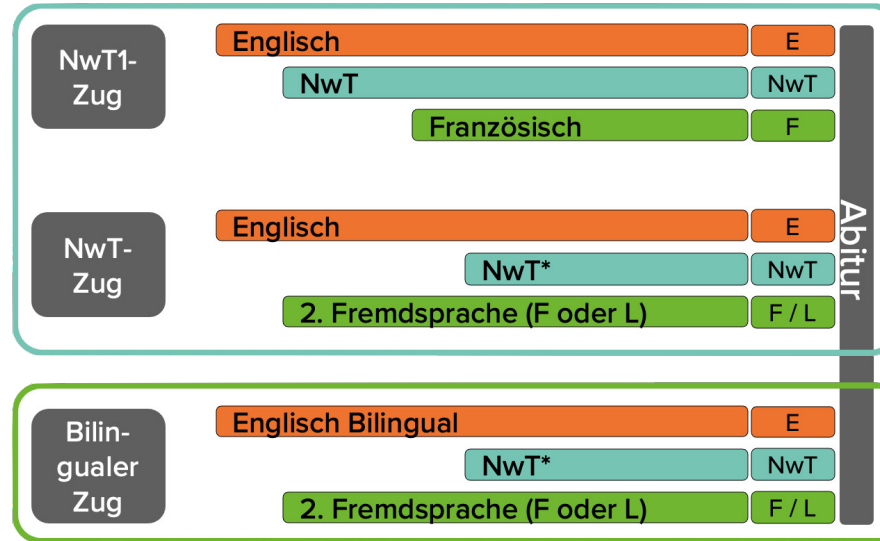 NwT1-
Zug
Englisch E
NwT NwT
Französisch F
NwT-
Zug
Englisch E
NwT* NwT
2. Fremdsprache (F oder L) F / L
Bilin-
gualer
Zug
Englisch Bilingual E
NwT* NwT
2. Fremdsprache (F oder L) F / L
Abitur